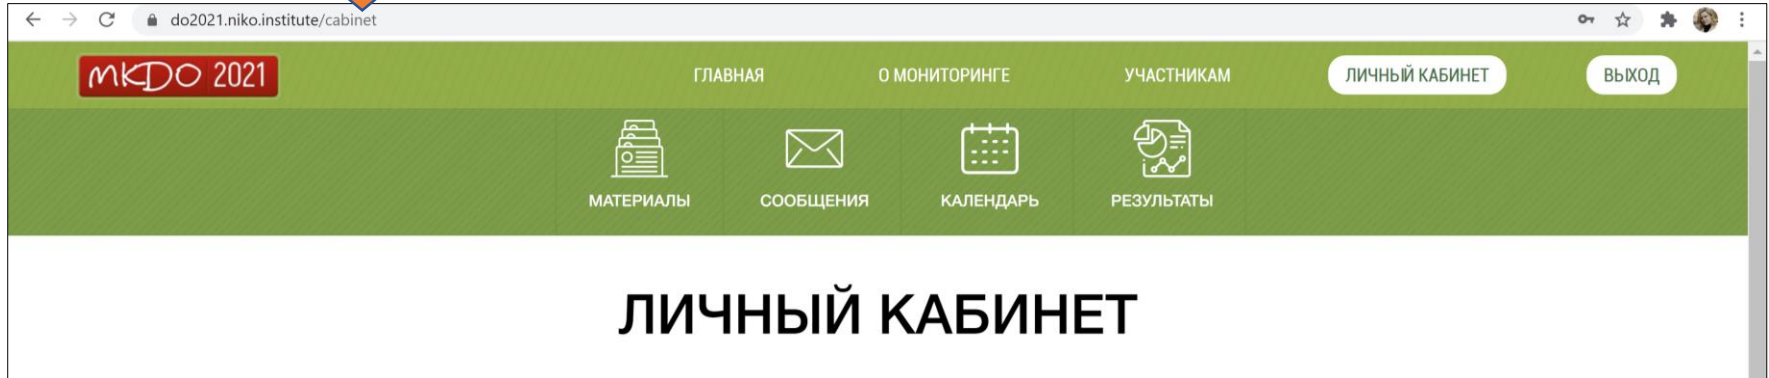 do2021.niko.institute/cabinet
МКДО 2021
ГЛАВНАЯ О МОНИТОРИНГЕ УЧАСТНИКАМ ЛИЧНЫЙ КАБИНЕТ ВЫХОД
МАТЕРИАЛЫ СООБЩЕНИЯ КАЛЕНДАРЬ РЕЗУЛЬТАТЫ
ЛИЧНЫЙ КАБИНЕТ